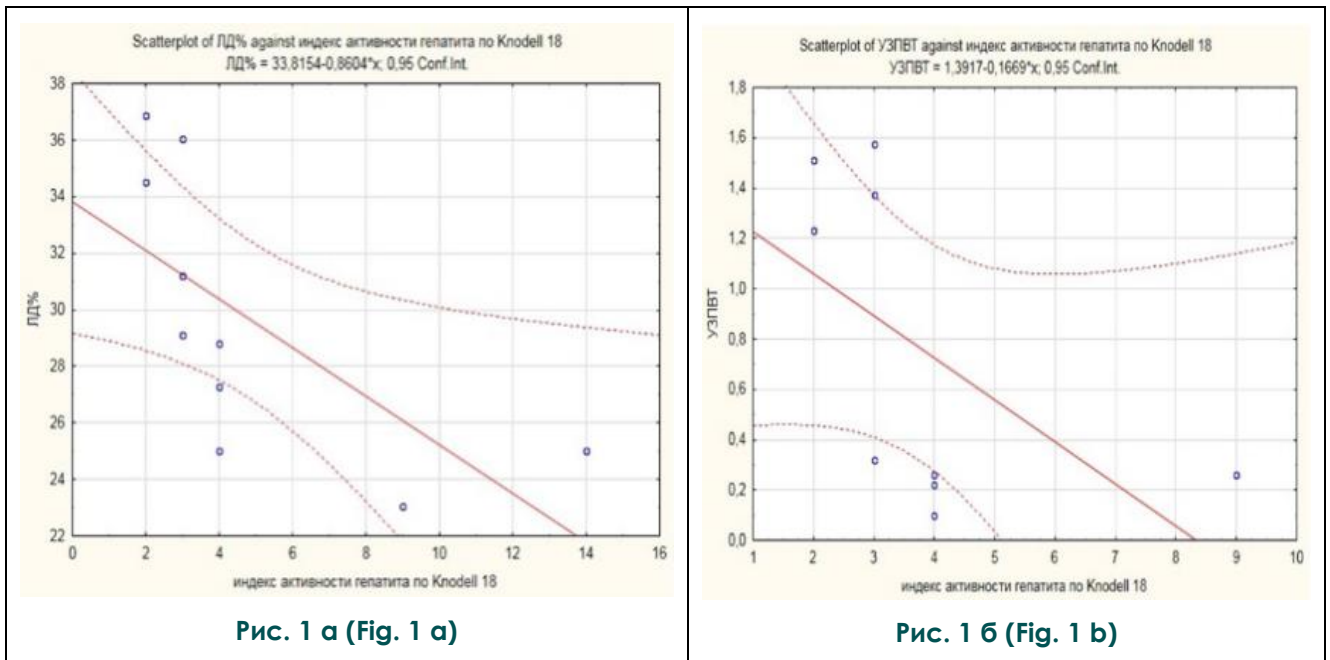 Scatterplot of ЛД% against индекс активности гепатита по Knodell 18
ЛД% = 33,8154-0,8604*x; 0,95 Conf.Int.
38
36
34
32
30
28
26
24
22
ЛД%
0 2 4 6 8 10 12 14 16
индекс активности гепатита по Knodell 18
Рис. 1 а (Fig. 1 a)
Scatterplot of УЗПВТ against индекс активности гепатита по Knodell 18
УЗПВТ = 1,3917-0,1669*x; 0,95 Conf.Int.
1,8
1,6
1,4
1,2
1,0
0,8
0,6
0,4
0,2
0,0
УЗПВТ
1 2 3 4 5 6 7 8 9 10
индекс активности гепатита по Knodell 18
Рис. 1 б (Fig. 1 b)